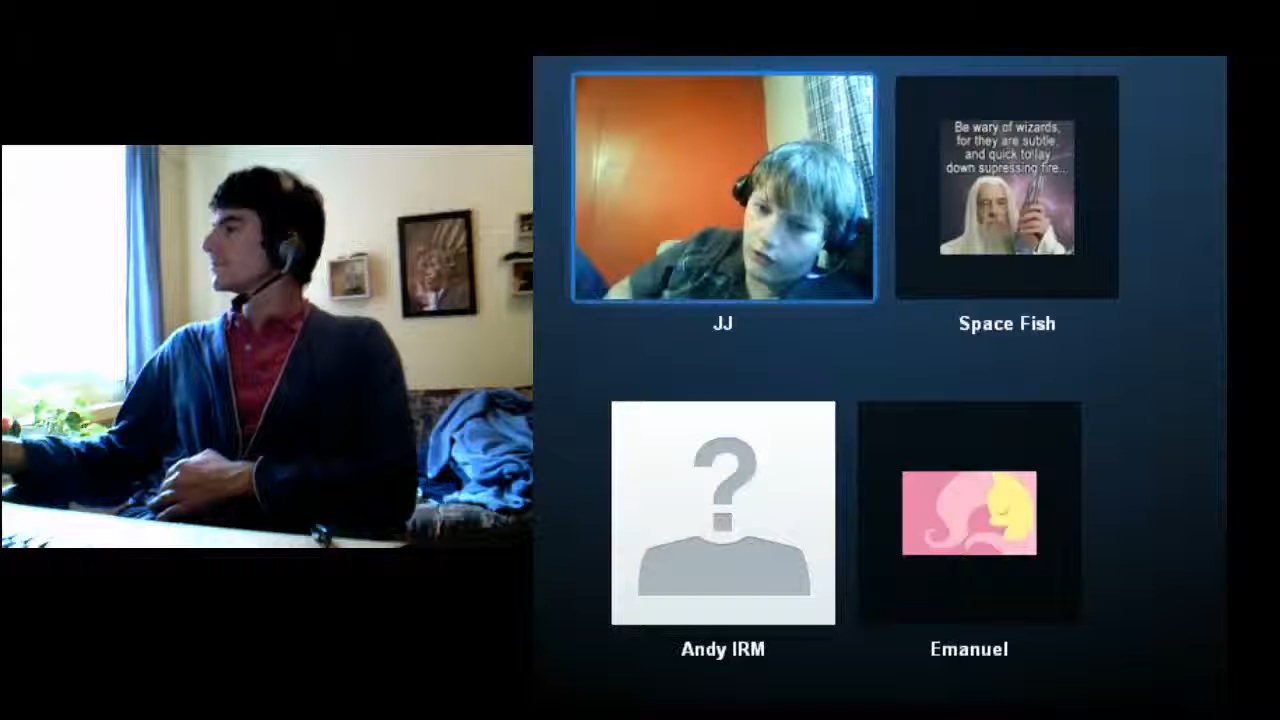 Be wary of wizards,
for they are subtle,
and quick to lay
down supressing fire...
JJ
Space Fish
Andy IRM
Emanuel